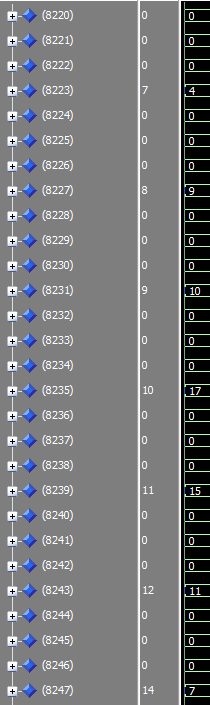 (8220) 0 0
(8221) 0 0
(8222) 0 0
(8223) 7 4
(8224) 0 0
(8225) 0 0
(8226) 0 0
(8227) 8 9
(8228) 0 0
(8229) 0 0
(8230) 0 0
(8231) 9 10
(8232) 0 0
(8233) 0 0
(8234) 0 0
(8235) 10 17
(8236) 0 0
(8237) 0 0
(8238) 0 0
(8239) 11 15
(8240) 0 0
(8241) 0 0
(8242) 0 0
(8243) 12 11
(8244) 0 0
(8245) 0 0
(8246) 0 0
(8247) 14 7